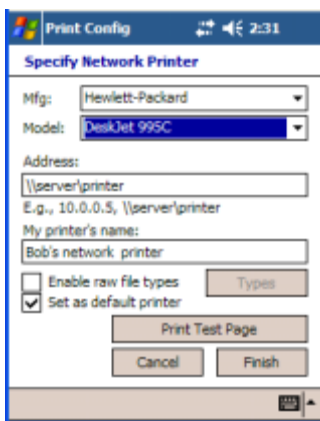 Print Config 2:31
Specify Network Printer
Mfg: Hewlett-Packard
Model: DeskJet 995C
Address:
\\server\printer
E.g., 10.0.0.5, \\server\printer
My printer's name:
Bob's network printer
Enable raw file types Types
Set as default printer
Print Test Page
Cancel Finish